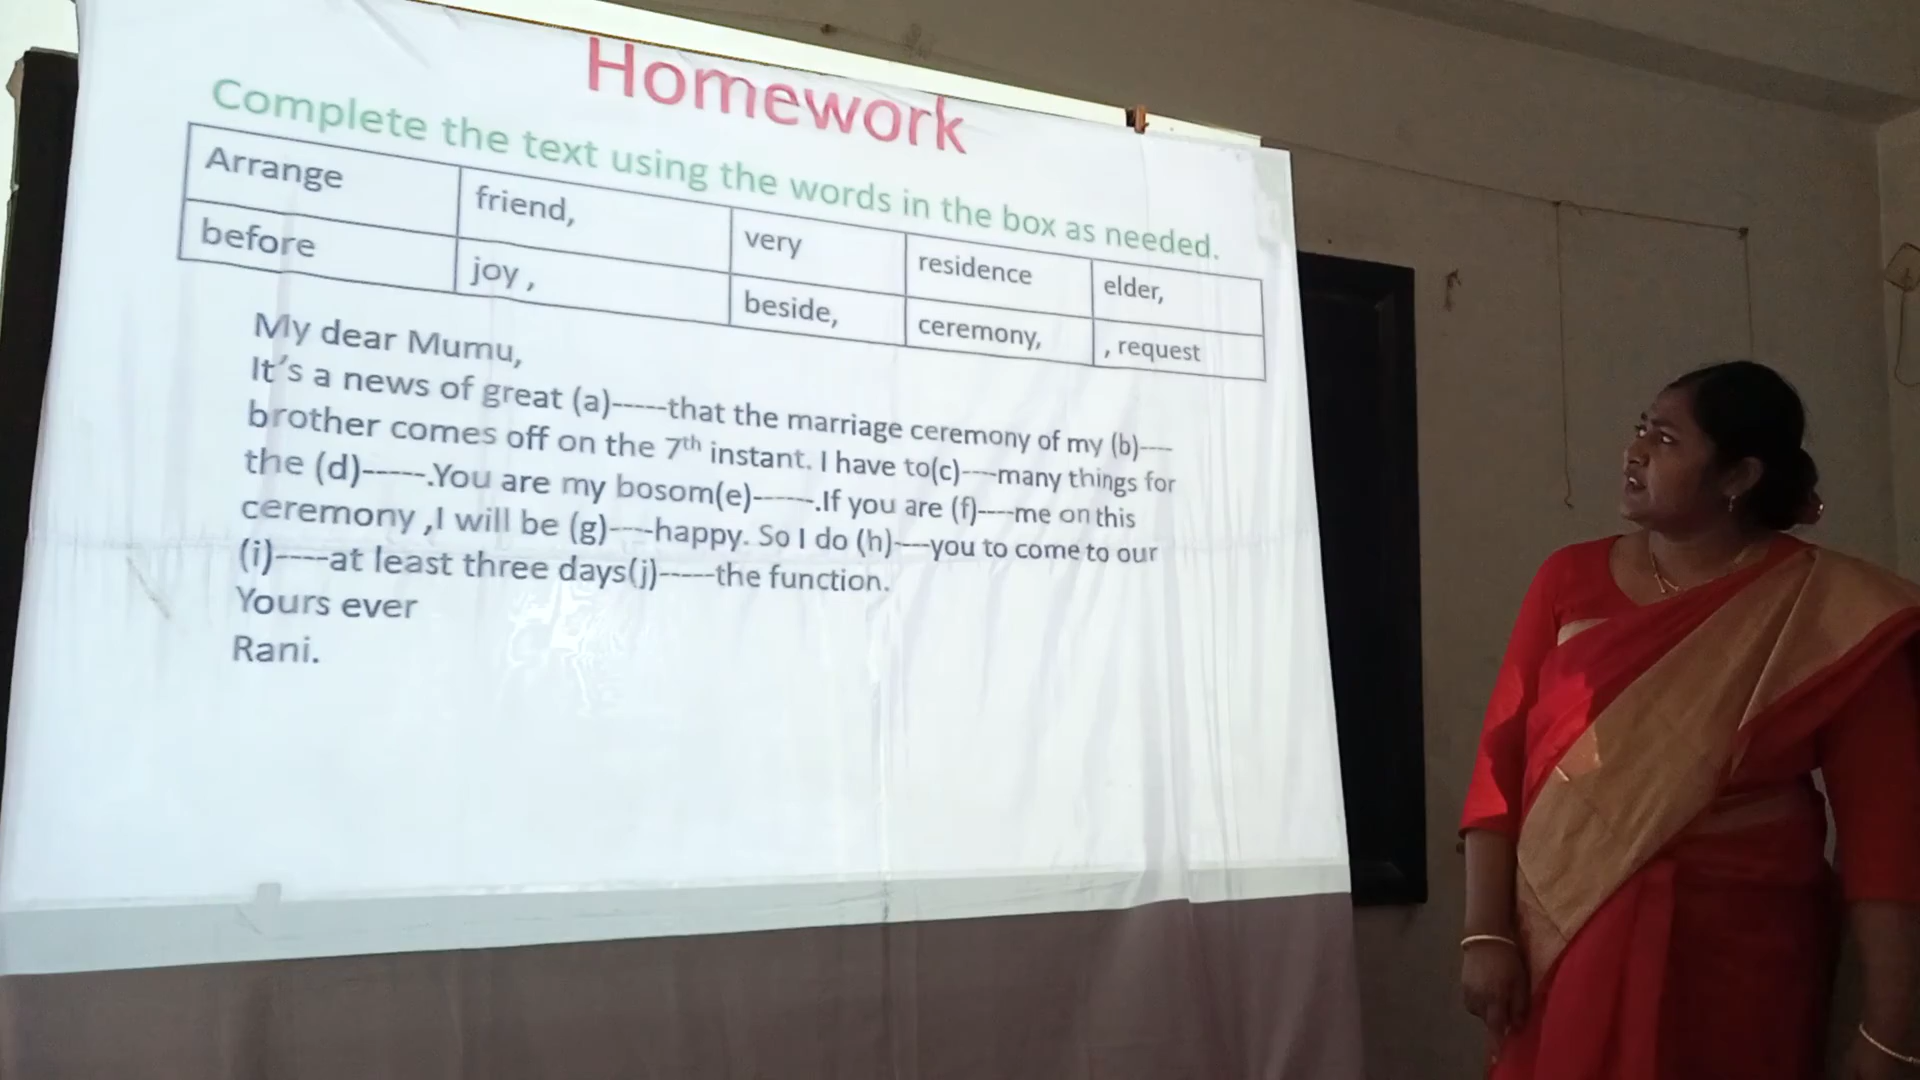 Homework
Complete the text using the words in the box as needed.
Arrange friend, very residence elder,
before joy , beside, ceremony, , request
My dear Mumu,
It's a news of great (a)-----that the marriage ceremony of my (b)----
brother comes off on the 7th instant. I have to(c)----many things for
the (d)------.You are my bosom(e)------.If you are (f)----me on this
ceremony ,I will be (g)----happy. So I do (h)----you to come to our
(i)-----at least three days(j)-----the function.
Yours ever
Rani.